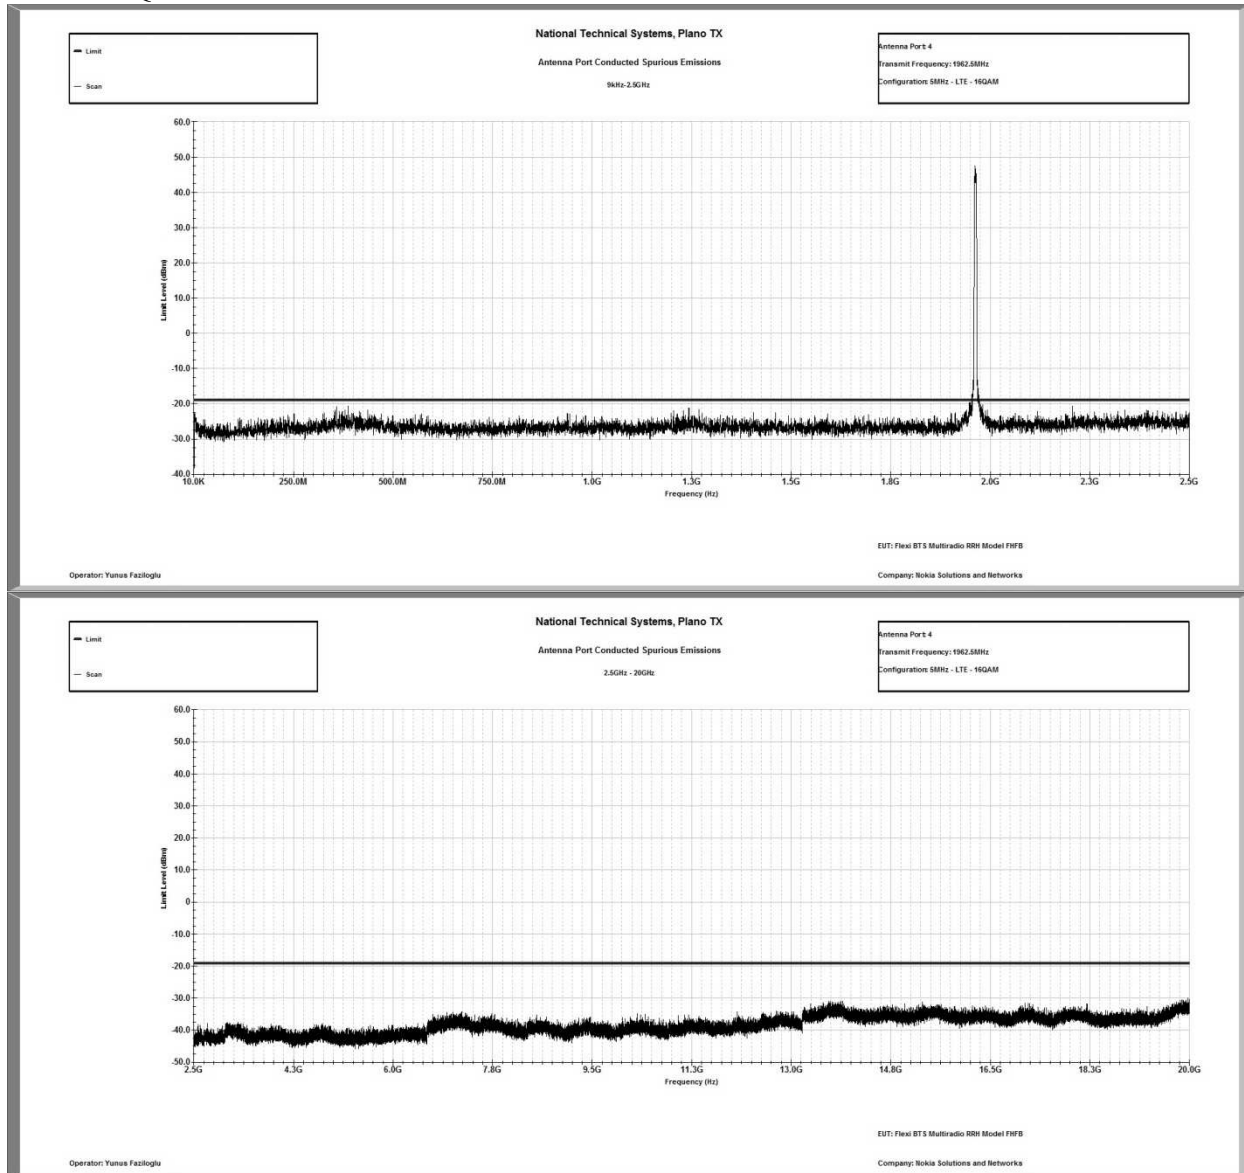 National Technical Systems, Plano TX
Limit
Scan
Antenna Port Conducted Spurious Emissions
9kHz-2.5GHz
Antenna Port 4
Transmit Frequency: 1962.5MHz
Configuration: 5MHz - LTE - 16QAM
60.0
50.0
40.0
30.0
20.0
10.0
0
-10.0
-20.0
-30.0
-40.0
Limit Level (dBm)
10.0K 250.0M 500.0M 750.0M 1.0G 1.3G 1.5G 1.8G 2.0G 2.3G 2.5G
Frequency (Hz)
EUT: Flexi BTS Multiradio RRH Model FHFB
Operator: Yunus Faziloglu
Company: Nokia Solutions and Networks
National Technical Systems, Plano TX
Limit
Scan
Antenna Port Conducted Spurious Emissions
2.5GHz - 20GHz
Antenna Port 4
Transmit Frequency: 1962.5MHz
Configuration: 5MHz - LTE - 16QAM
60.0
50.0
40.0
30.0
20.0
10.0
0
-10.0
-20.0
-30.0
-40.0
-50.0
Limit Level (dBm)
2.5G 4.3G 6.0G 7.8G 9.5G 11.3G 13.0G 14.8G 16.5G 18.3G 20.0G
Frequency (Hz)
EUT: Flexi BTS Multiradio RRH Model FHFB
Operator: Yunus Faziloglu
Company: Nokia Solutions and Networks